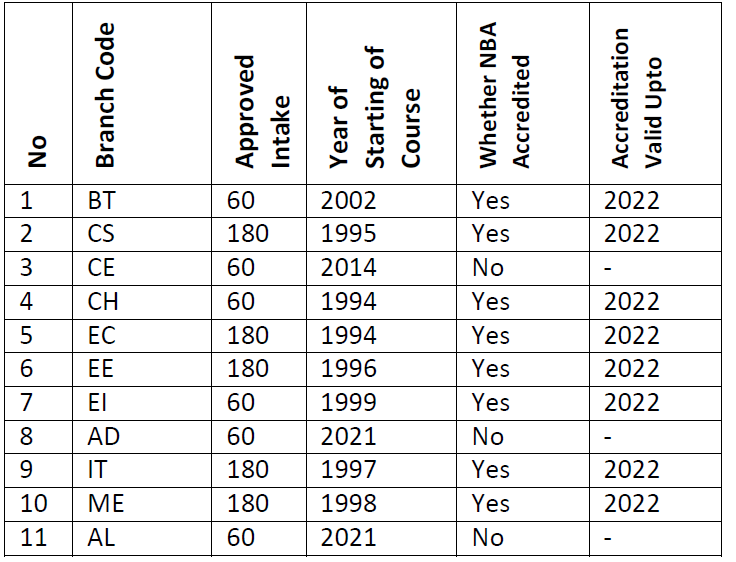 No Branch Code Approved Intake Year of Starting of Course Whether NBA Accredited Accreditation Valid Upto
1 BT 60 2002 Yes 2022
2 CS 180 1995 Yes 2022
3 CE 60 2014 No -
4 CH 60 1994 Yes 2022
5 EC 180 1994 Yes 2022
6 EE 180 1996 Yes 2022
7 EI 60 1999 Yes 2022
8 AD 60 2021 No -
9 IT 180 1997 Yes 2022
10 ME 180 1998 Yes 2022
11 AL 60 2021 No -